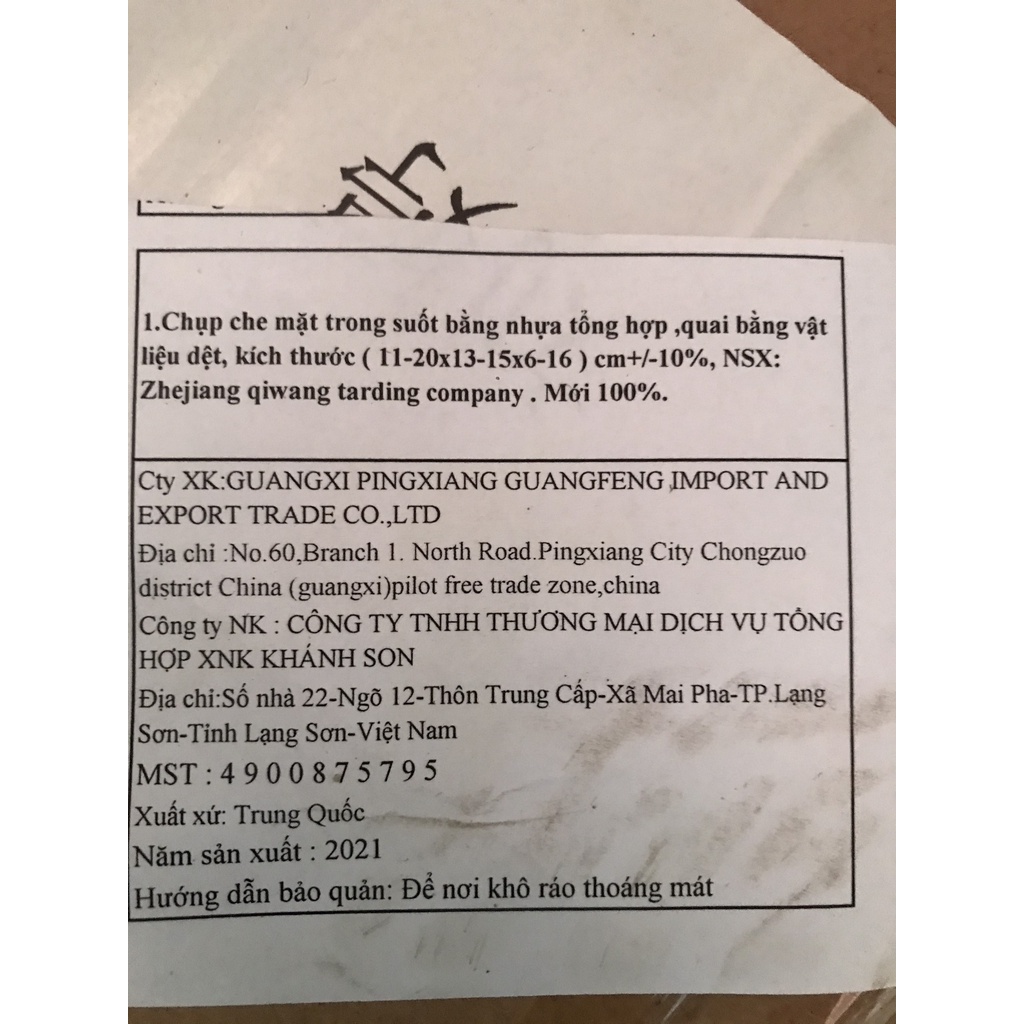 1.Chụp che mặt trong suốt bằng nhựa tổng hợp ,quai bằng vật
liệu dệt, kích thước ( 11-20x13-15x6-16 ) cm+/-10%, NSX:
Zhejiang qiwang tarding company . Mới 100%.
Cty XK:GUANGXI PINGXIANG GUANGFENG ,IMPORT AND
EXPORT TRADE CO.,LTD
Địa chỉ :No.60,Branch 1. North Road.Pingxiang City Chongzuo
district China (guangxi)pilot free trade zone,china
Công ty NK : CÔNG TY TNHH THƯƠNG MẠI DỊCH VỤ TỔNG
HỢP XNK KHÁNH SON
Địa chỉ:Số nhà 22-Ngõ 12-Thôn Trung Cấp-Xã Mai Pha-TP.Lạng
Sơn-Tỉnh Lạng Sơn-Việt Nam
MST : 4 9 0 0 8 7 5 7 9 5
Xuất xứ: Trung Quốc
Năm sản xuất : 2021
Hướng dẫn bảo quản: Để nơi khô ráo thoáng mát